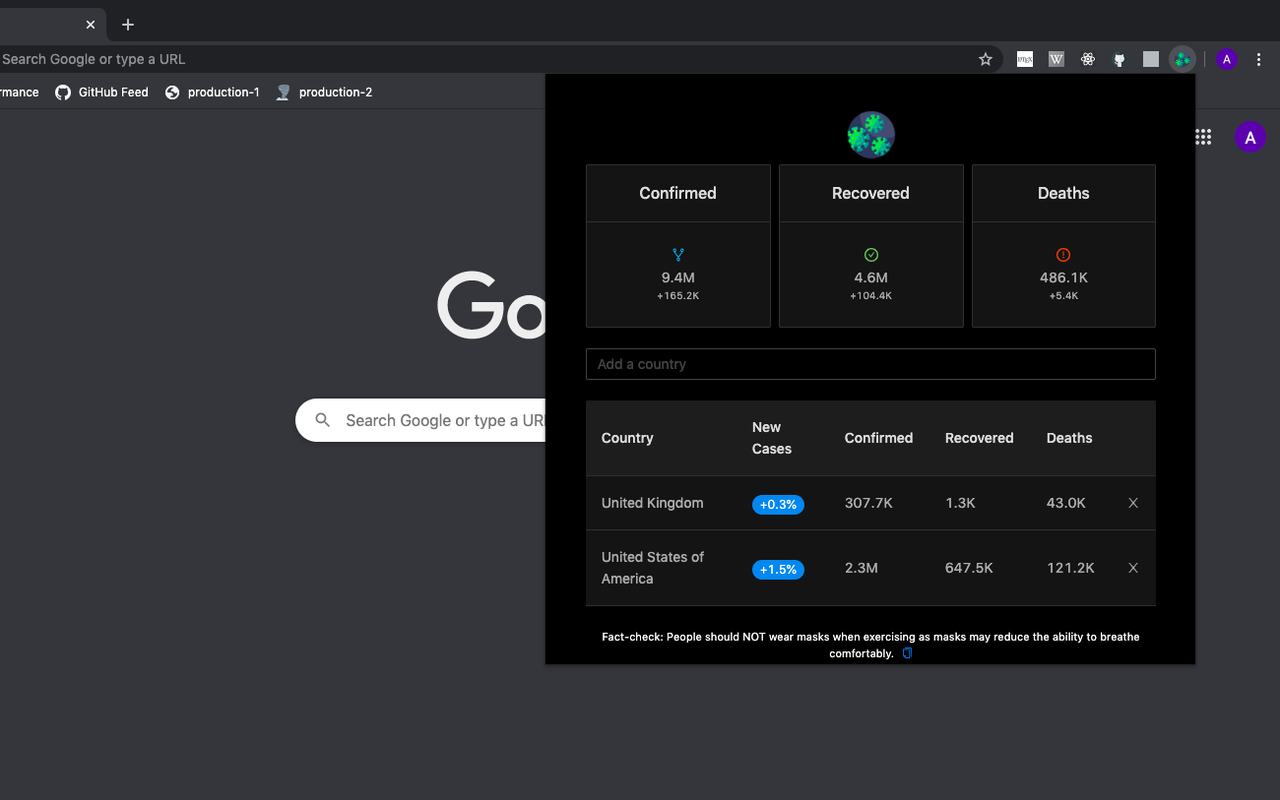 Search Google or type a URL
W
A
rmance
GitHub Feed
production-1
production-2
A
Go
Search Google or type a UR
Confirmed
Recovered
Deaths
9.4M
4.6M
486.1K
+165.2K
+104.4K
+5.4K
Add a country
Country
New
Cases
Confirmed
Recovered
Deaths
United Kingdom
+0.3%
307.7K
1.3K
43.0K
United States of
America
+1.5%
2.3M
647.5K
121.2K
Fact-check: People should NOT wear masks when exercising as masks may reduce the ability to breathe
comfortably.